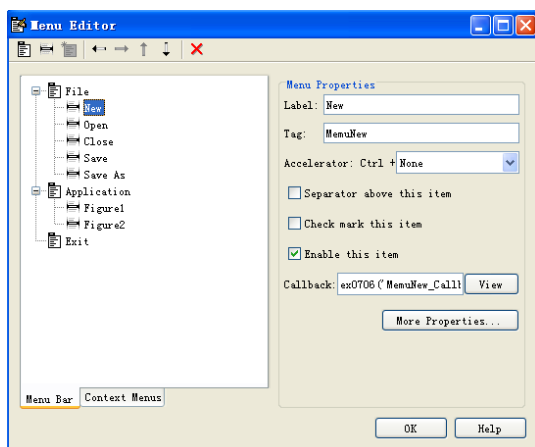 Menu Editor
File
New
Open
Close
Save
Save As
Application
Figure1
Figure2
Exit
Menu Bar
Context Menus
Menu Properties
Label: New
Tag: MemuNew
Accelerator: Ctrl + None
Separator above this item
Check mark this item
Enable this item
Callback: ex0706 ('MemuNew_Callb View
More Properties...
OK
Help